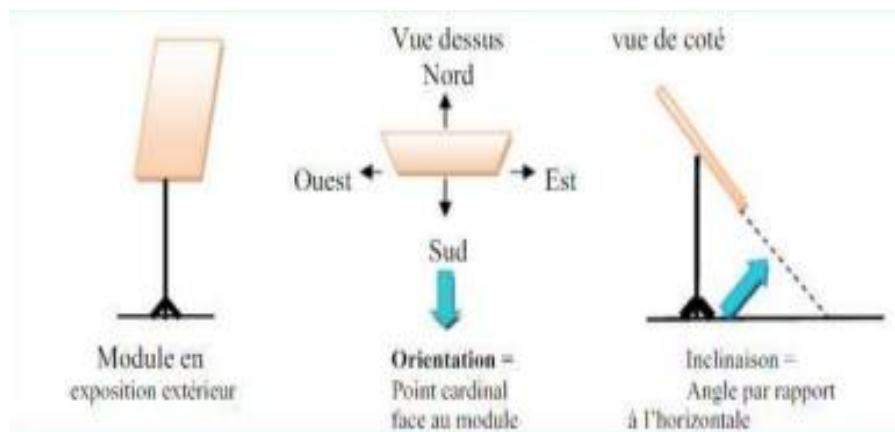 Vue dessus
vue de coté
Nord
Ouest
Est
Sud
Module en
exposition extérieur
Orientation =
Point cardinal
face au module
Inclinaison =
Angle par rapport
à l'horizontale